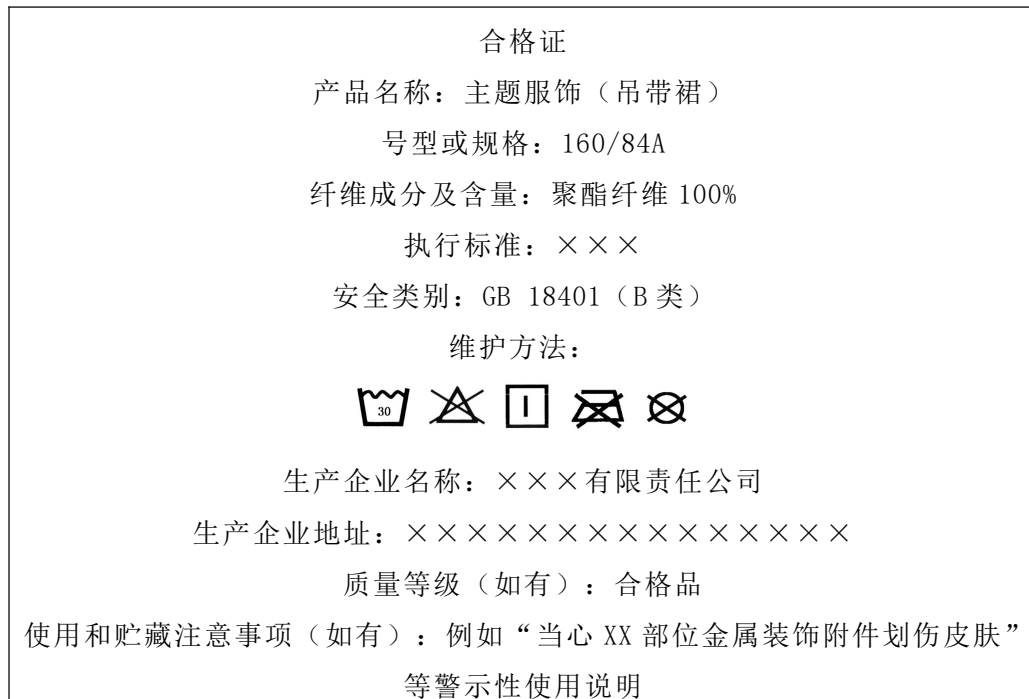 合格证
产品名称：主题服饰（吊带裙）
号型或规格：160/84A
纤维成分及含量：聚酯纤维 100%
执行标准：×××
安全类别：GB 18401（B 类）
维护方法：
30
生产企业名称：×××有限责任公司
生产企业地址：×××××××××××××××
质量等级（如有）：合格品
使用和贮藏注意事项（如有）：例如“当心 XX 部位金属装饰附件划伤皮肤”
等警示性使用说明